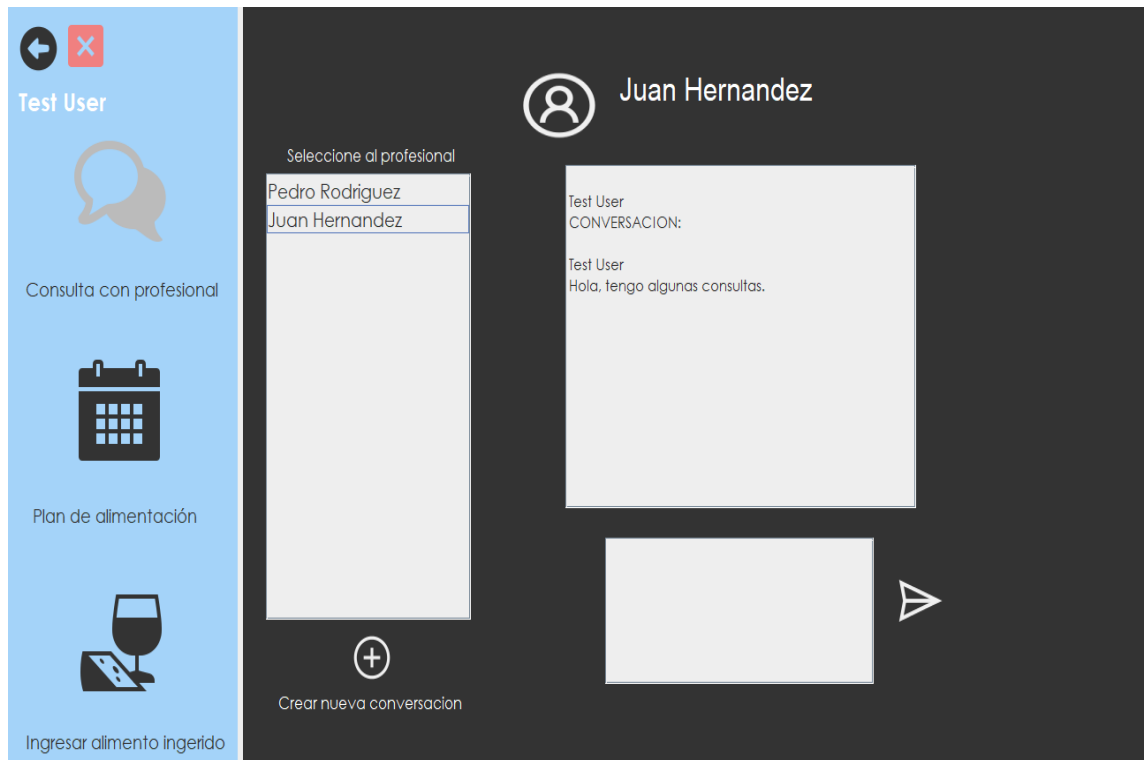 Test User
Consulta con profesional
Plan de alimentación
Ingresar alimento ingerido
Seleccione al profesional
Pedro Rodriguez
Juan Hernandez
Crear nueva conversacion
Juan Hernandez
Test User
CONVERSACION:
Test User
Hola, tengo algunas consultas.